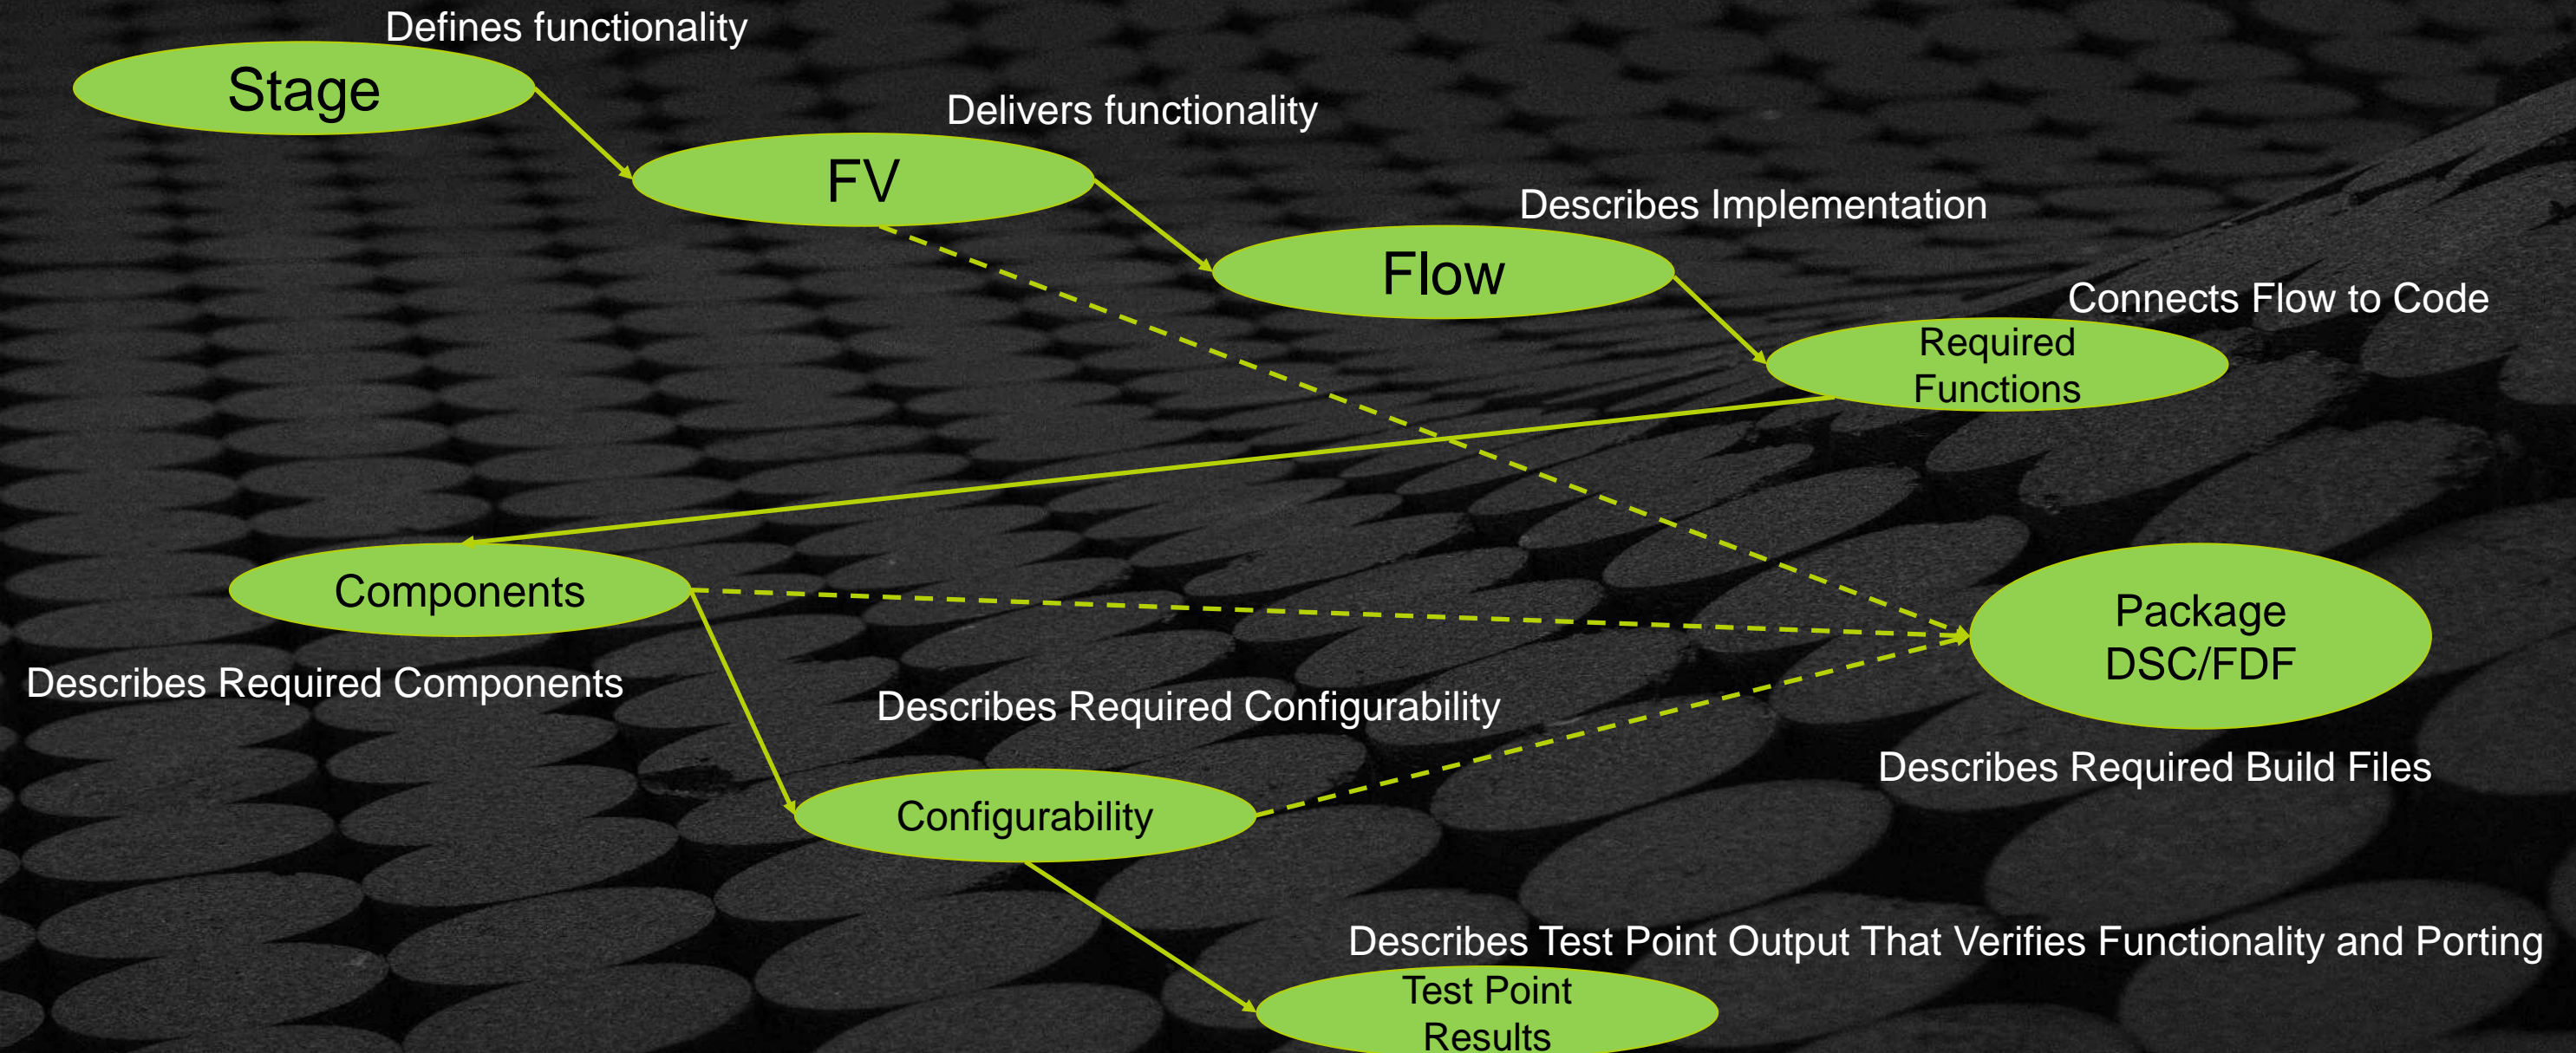 Defines functionality
Stage
Delivers functionality
FV
Describes Implementation
Flow
Connects Flow to Code
Required
Functions
Components
Describes Required Components
Package
DSC/FDF
Describes Required Build Files
Describes Required Configurability
Configurability
Describes Test Point Output That Verifies Functionality and Porting
Test Point
Results